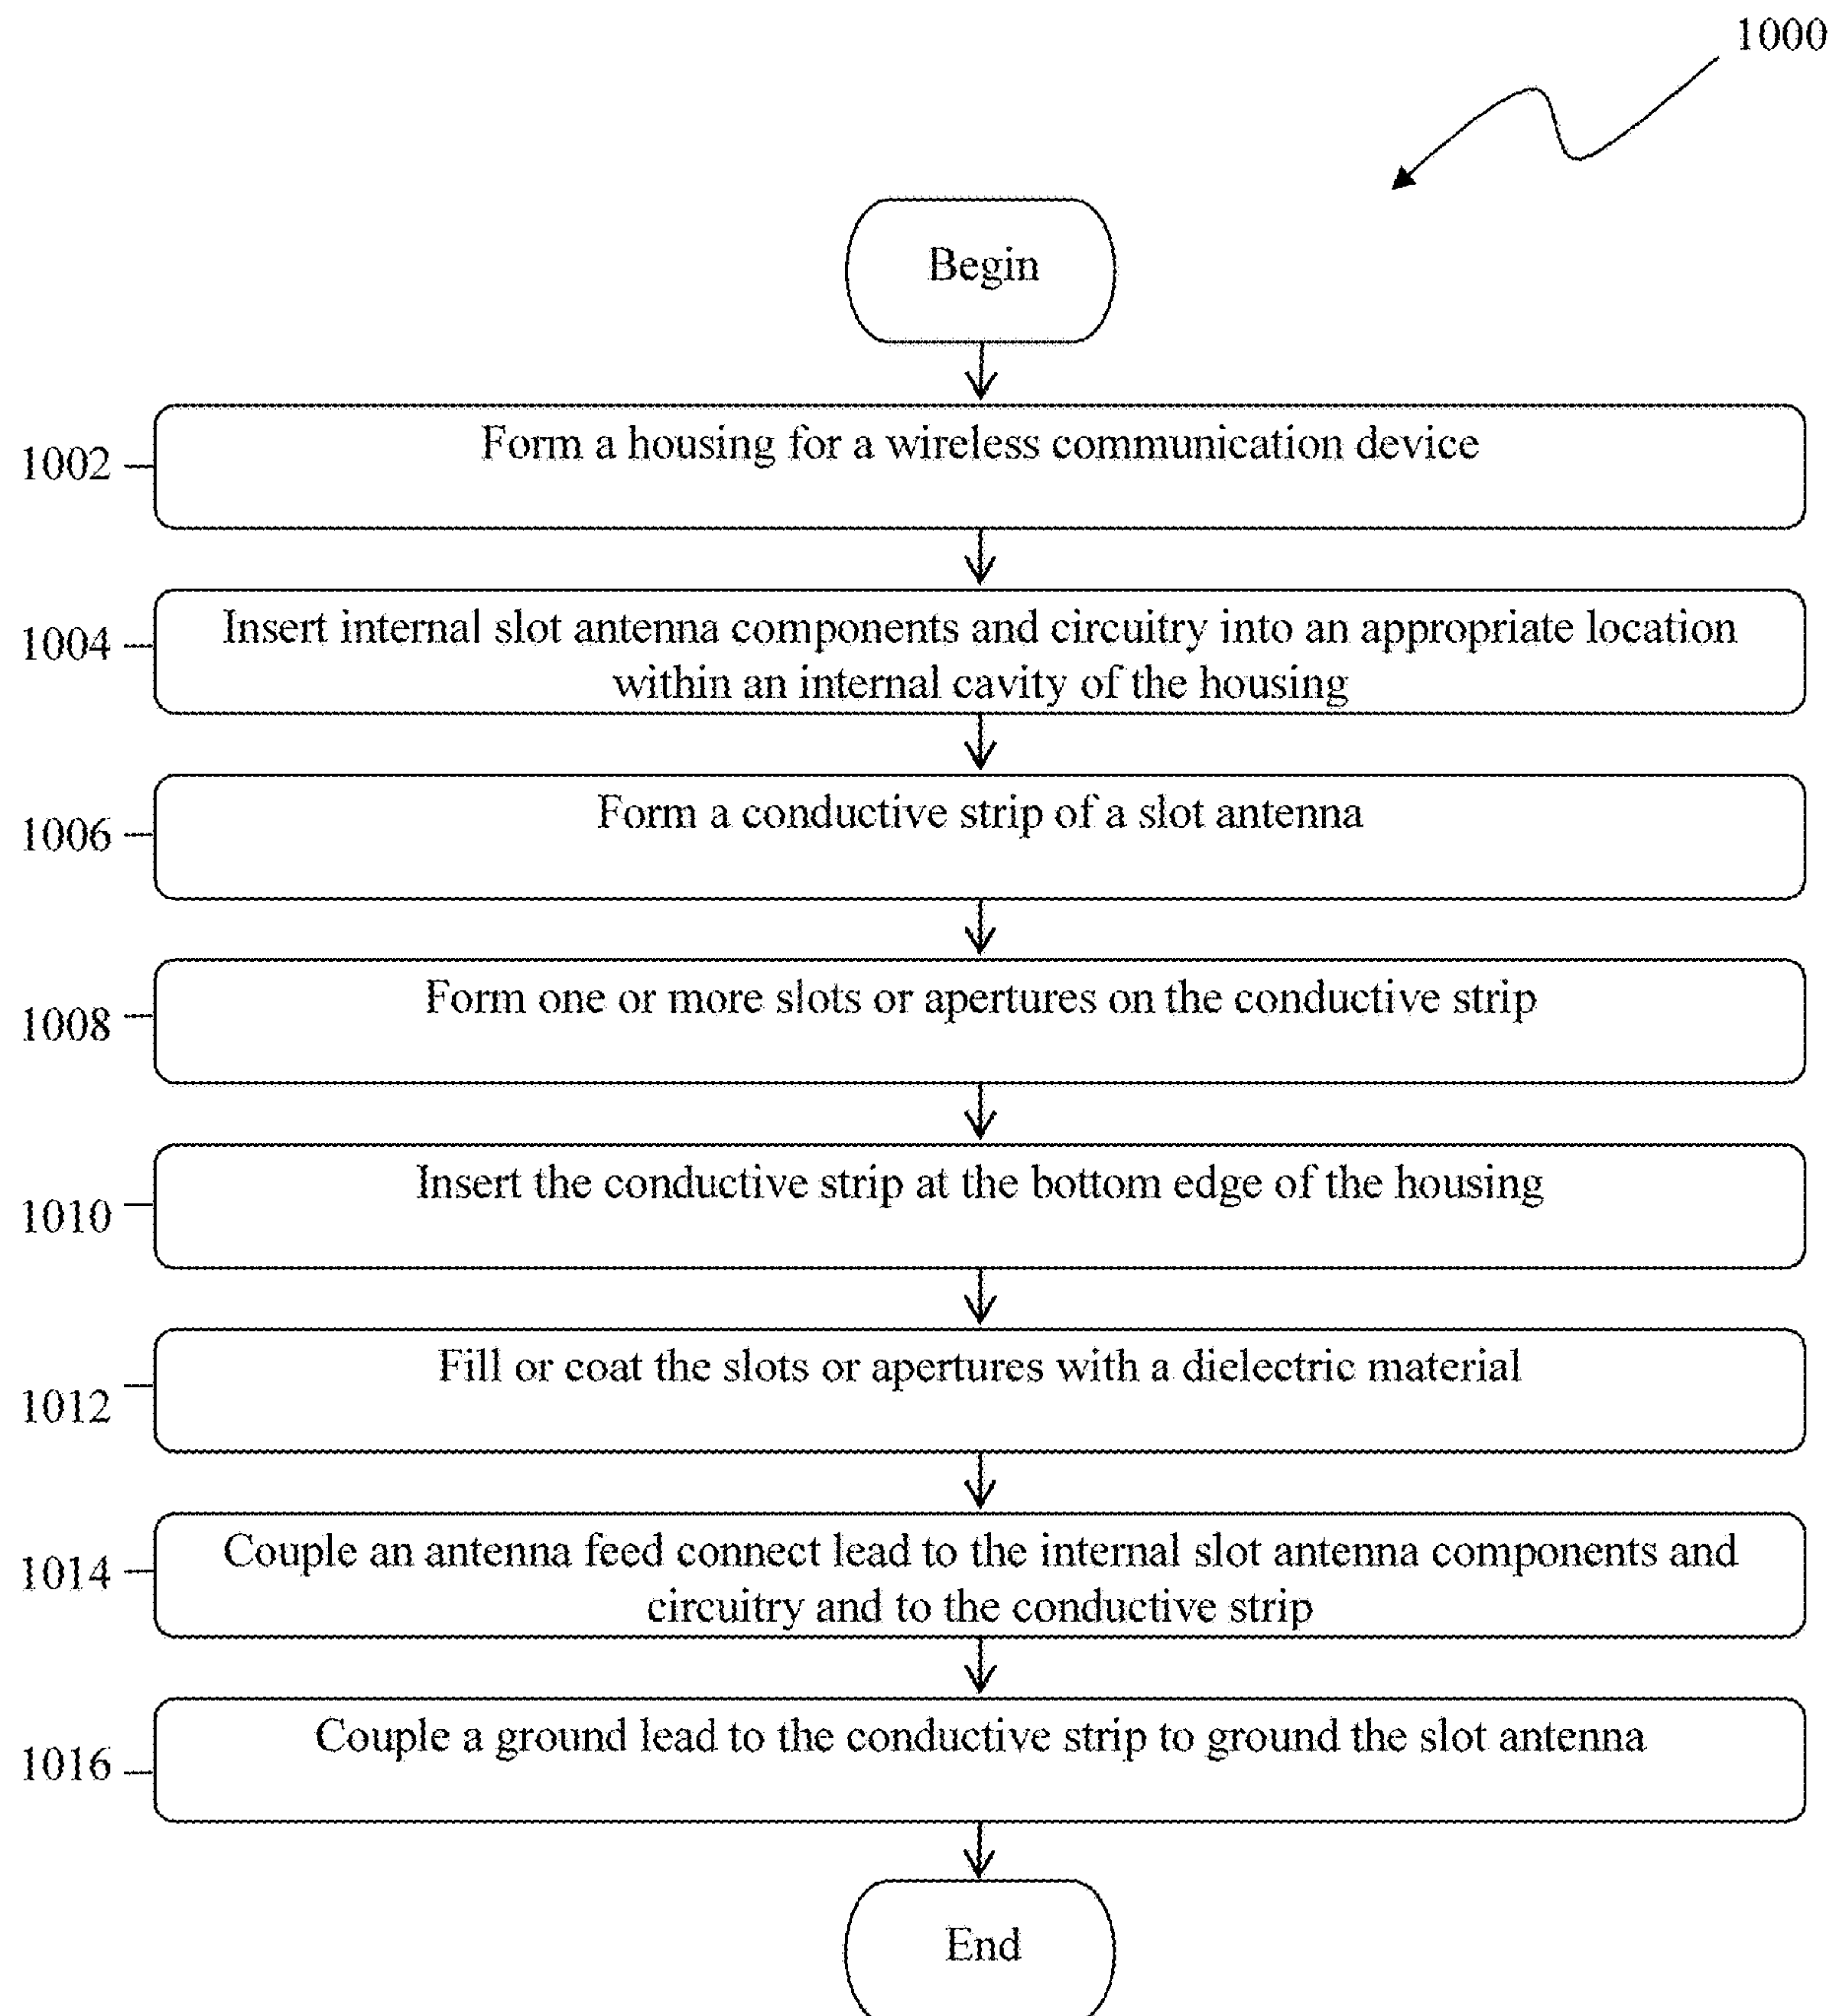 1000
Begin
1002
Form a housing for a wireless communication device
1004
Insert internal slot antenna components and circuitry into an appropriate location
within an internal cavity of the housing
1006
Form a conductive strip of a slot antenna
1008
Form one or more slots or apertures on the conductive strip
1010
Insert the conductive strip at the bottom edge of the housing
1012
Fill or coat the slots or apertures with a dielectric material
1014
Couple an antenna feed connect lead to the internal slot antenna components and
circuitry and to the conductive strip
1016
Couple a ground lead to the conductive strip to ground the slot antenna
End